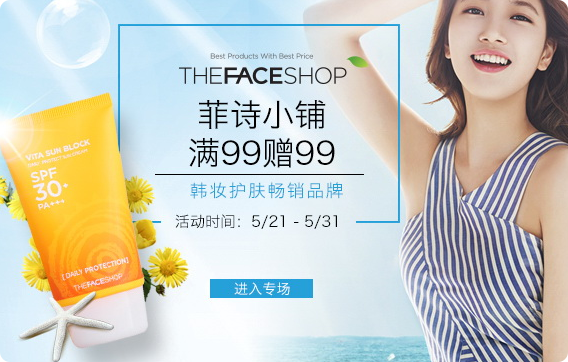 Best Products With Best Price
THEFACESHOP
菲诗小铺
满99赠99
韩妆护肤畅销品牌
活动时间：5/21 - 5/31
进入专场
VITA SUN BLOCK
SPF
30+
PA+++
[ DAILY PROTECTION ]
THEFACESHOP